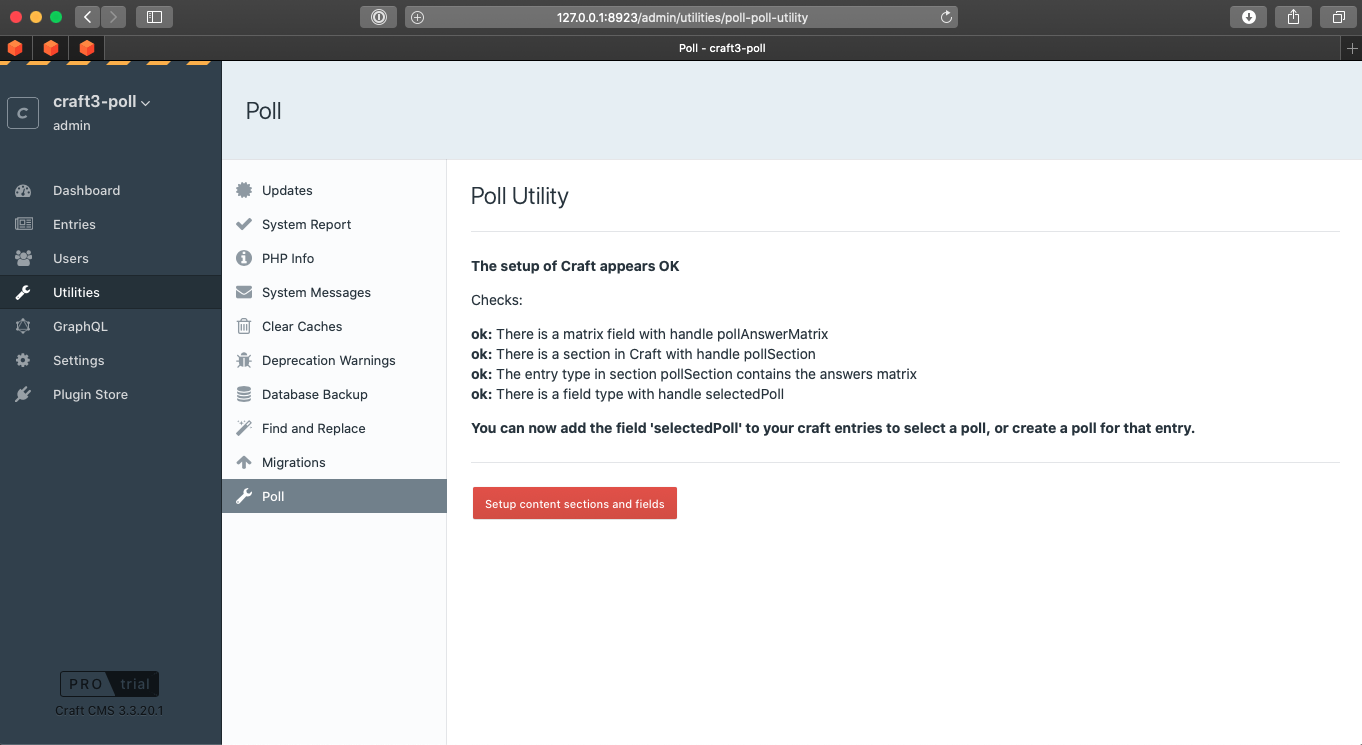 127.0.0.1:8923/admin/utilities/poll-poll-utility
Poll - craft3-poll
C
craft3-poll
admin
Poll
Dashboard
Entries
Users
Utilities
GraphQL
Settings
Plugin Store
PRO trial
Craft CMS 3.3.20.1
Updates
System Report
PHP Info
System Messages
Clear Caches
Deprecation Warnings
Database Backup
Find and Replace
Migrations
Poll
Poll Utility
The setup of Craft appears OK
Checks:
ok: There is a matrix field with handle pollAnswerMatrix
ok: There is a section in Craft with handle pollSection
ok: The entry type in section pollSection contains the answers matrix
ok: There is a field type with handle selectedPoll
You can now add the field 'selectedPoll' to your craft entries to select a poll, or create a poll for that entry.
Setup content sections and fields